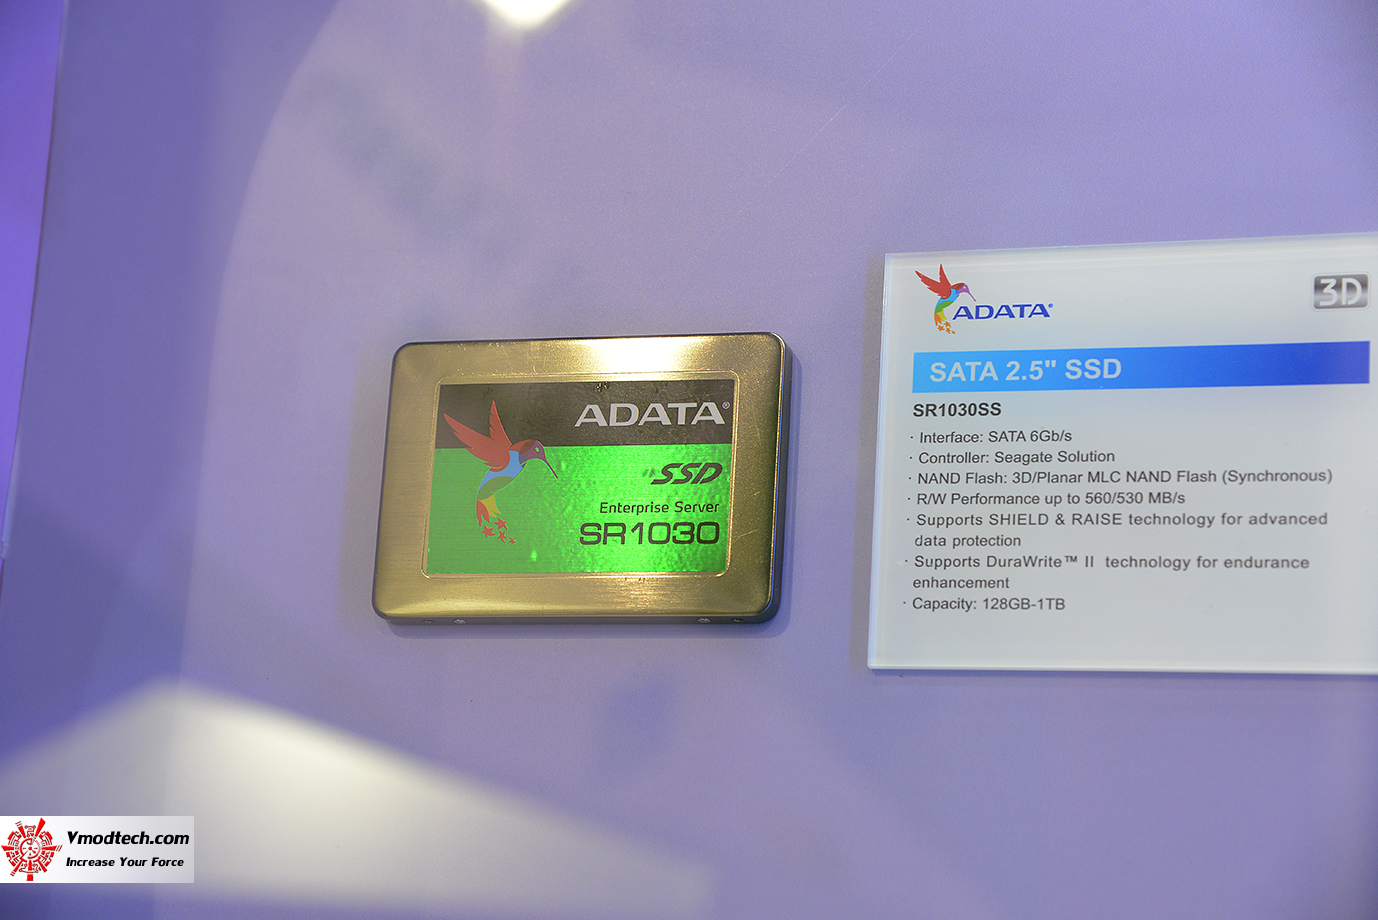 ADATA®
SSD
Enterprise Server
SR1030
ADATA®
3D
SATA 2.5" SSD
SR1030SS
· Interface: SATA 6Gb/s
· Controller: Seagate Solution
· NAND Flash: 3D/Planar MLC NAND Flash (Synchronous)
· R/W Performance up to 560/530 MB/s
· Supports SHIELD & RAISE technology for advanced
data protection
· Supports DuraWrite™ II technology for endurance
enhancement
· Capacity: 128GB-1TB
Vmodtech.com
Increase Your Force